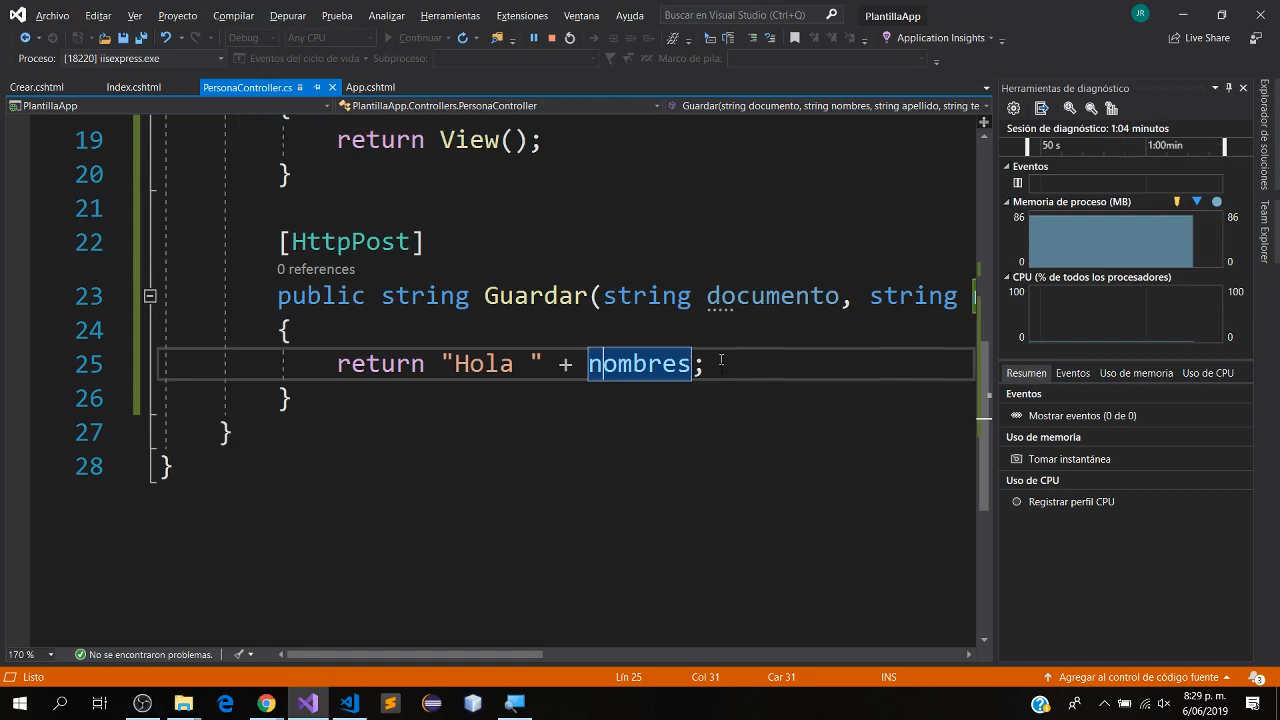 Archivo Editar Ver Proyecto Compilar Depurar Prueba Analizar Herramientas Extensiones Ventana Ayuda Buscar en Visual Studio (Ctrl+Q) PlantillaApp JR
Debug Any CPU Continuar Application Insights Live Share
Proceso: [18220] iisexpress.exe Eventos del ciclo de vida Subproceso: Marco de pila:
Crear.cshtml Index.cshtml PersonaController.cs App.cshtml
PlantillaApp PlantillaApp.Controllers.PersonaController Guardar(string documento, string nombres, string apellido, string te
19 return View();
20 }
21
22 [HttpPost]
0 references
23 public string Guardar(string documento, string
24 {
25 return "Hola " + nombres;
26 }
27 }
28 }
Herramientas de diagnóstico
Sesión de diagnóstico: 1:04 minutos
50 s 1:00min
Eventos
Memoria de proceso (MB)
86 86
0 0
CPU (% de todos los procesadores)
100 100
0 0
Resumen Eventos Uso de memoria Uso de CPU
Eventos
Mostrar eventos (0 de 0)
Uso de memoria
Tomar instantánea
Uso de CPU
Registrar perfil CPU
Explorador de soluciones
Team Explorer
170 % No se encontraron problemas.
Listo Lín 25 Col 31 Car 31 INS Agregar al control de código fuente 3
8:29 p. m.
6/06/2019